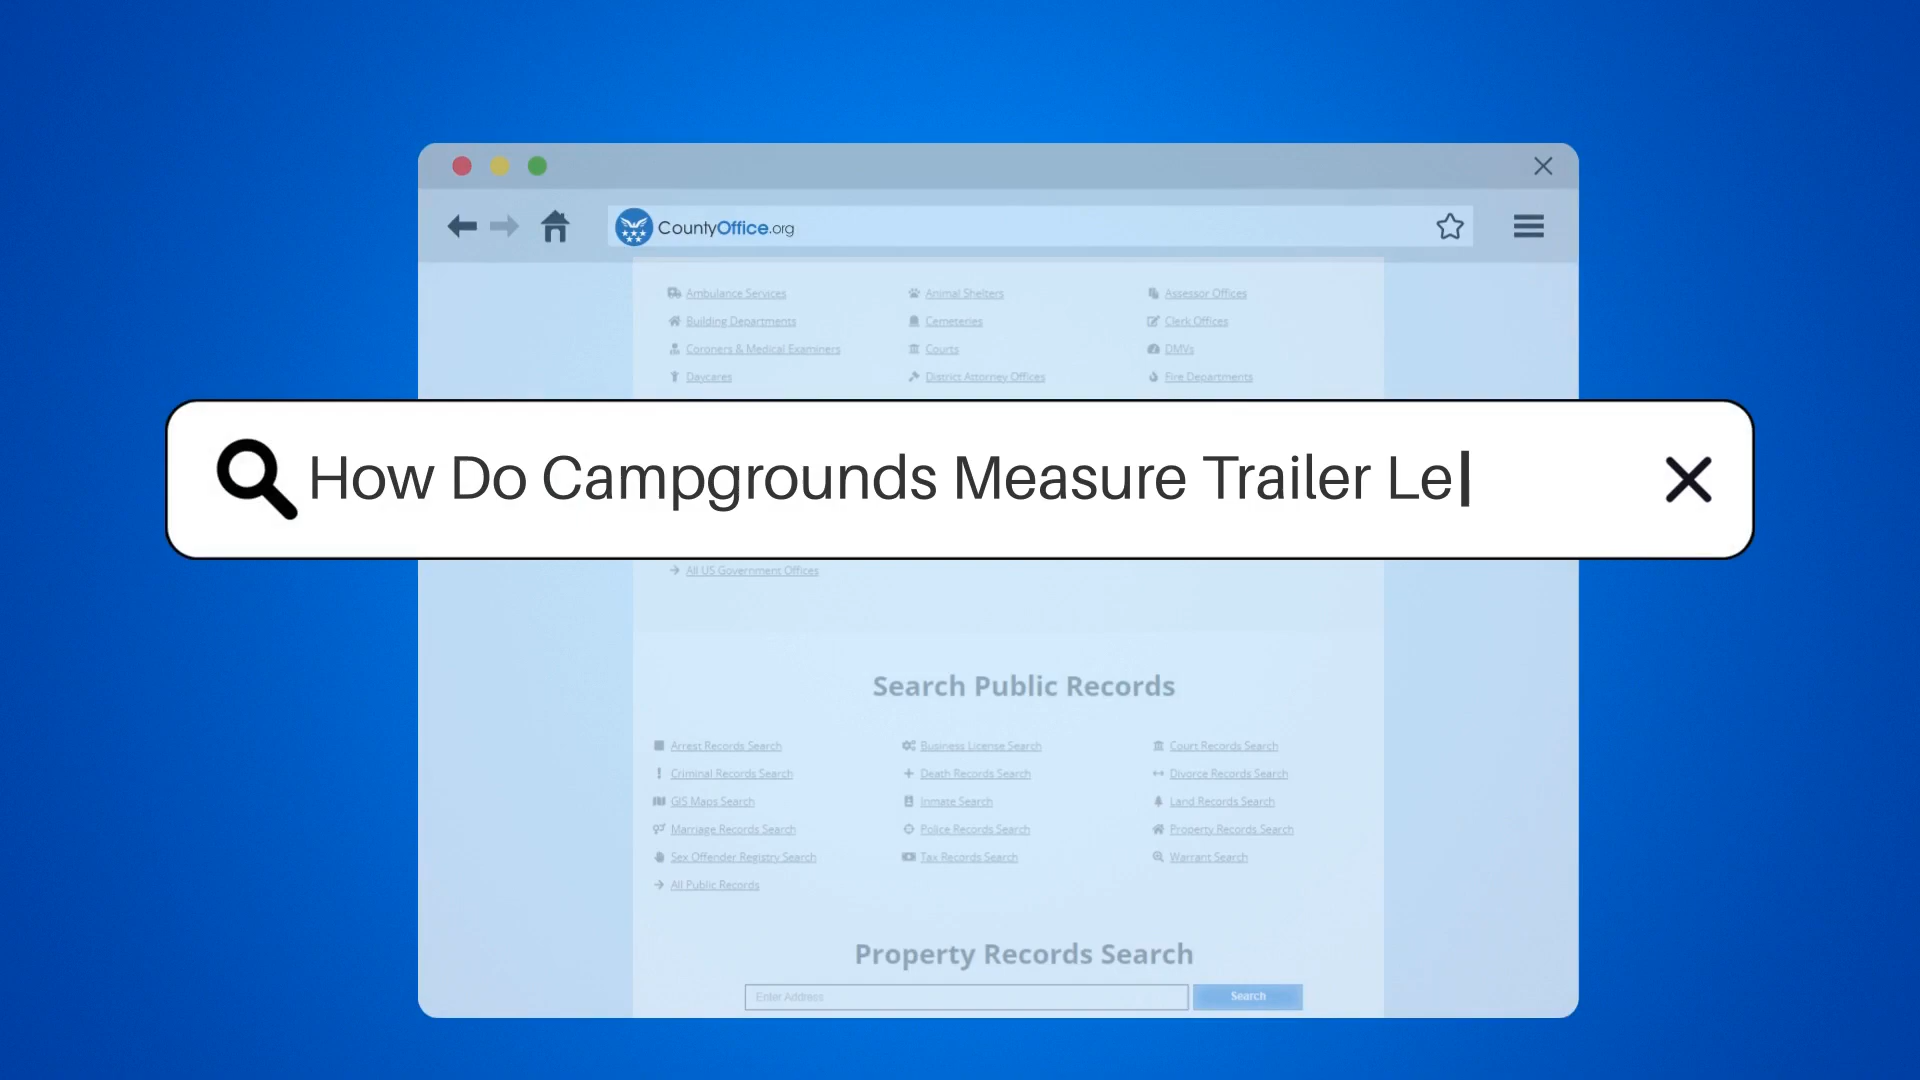 CountyOffice.org
Ambulance Services Animal Shelters Assessor Offices
Building Departments Cemeteries Clerk Offices
Coroners & Medical Examiners Courts DMVs
Daycares District Attorney Offices Fire Departments
How Do Campgrounds Measure Trailer Le
All US Government Offices
Search Public Records
Arrest Records Search Business License Search Court Records Search
Criminal Records Search Death Records Search Divorce Records Search
GIS Maps Search Inmate Search Land Records Search
Marriage Records Search Police Records Search Property Records Search
Sex Offender Registry Search Tax Records Search Warrant Search
All Public Records
Property Records Search
Enter Address Search